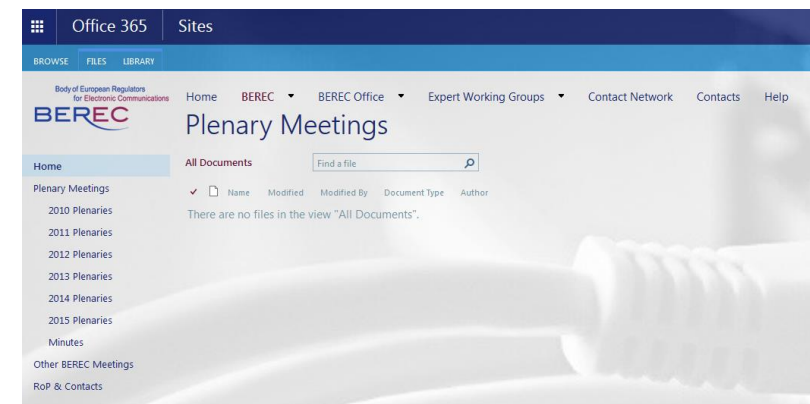 Office 365
Sites
BROWSE FILES LIBRARY
Body of European Regulators
for Electronic Communications
BEREC
Home BEREC BEREC Office Expert Working Groups Contact Network Contacts Help
Plenary Meetings
All Documents
Find a file
Name Modified Modified By Document Type Author
There are no files in the view "All Documents".
Home
Plenary Meetings
2010 Plenaries
2011 Plenaries
2012 Plenaries
2013 Plenaries
2014 Plenaries
2015 Plenaries
Minutes
Other BEREC Meetings
RoP & Contacts